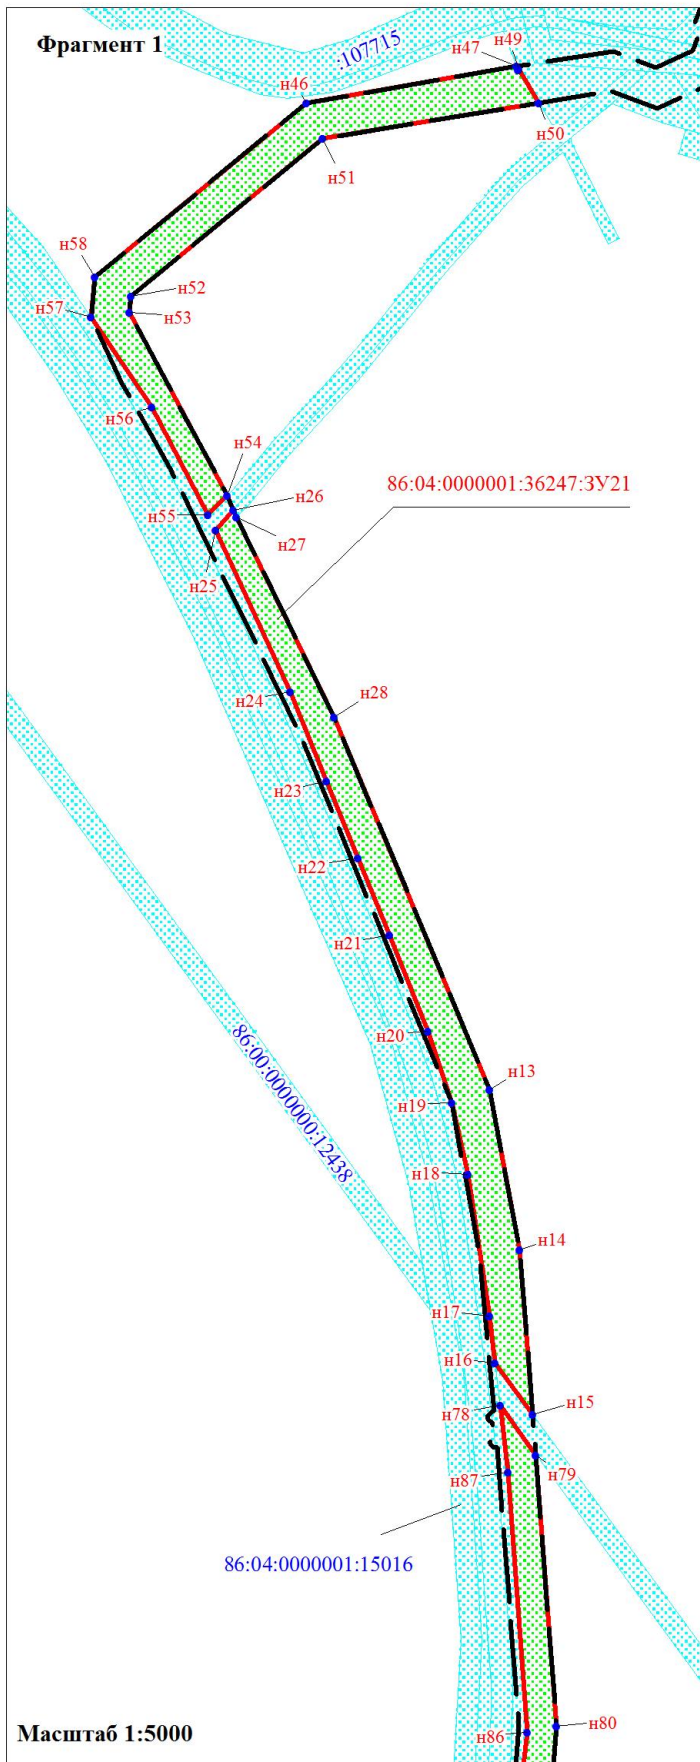 Фрагмент 1
:107715
н49
н47
н46
н50
н51
н58
н52
н57
н53
н56
н54
н26
86:04:0000001:36247:ЗУ21
н55
н27
н25
н24
н28
н23
н22
н21
н20
86:00:0000000:12438
н13
н19
н18
н14
н17
н16
н78
н15
н79
н87
86:04:0000001:15016
н80
н86
Масштаб 1:5000